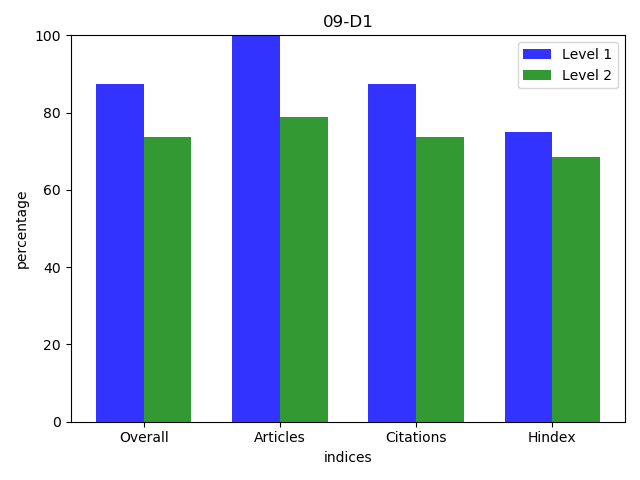 09-D1
100
80
60
40
20
0
percentage
Level 1
Level 2
Overall
Articles
Citations
Hindex
indices